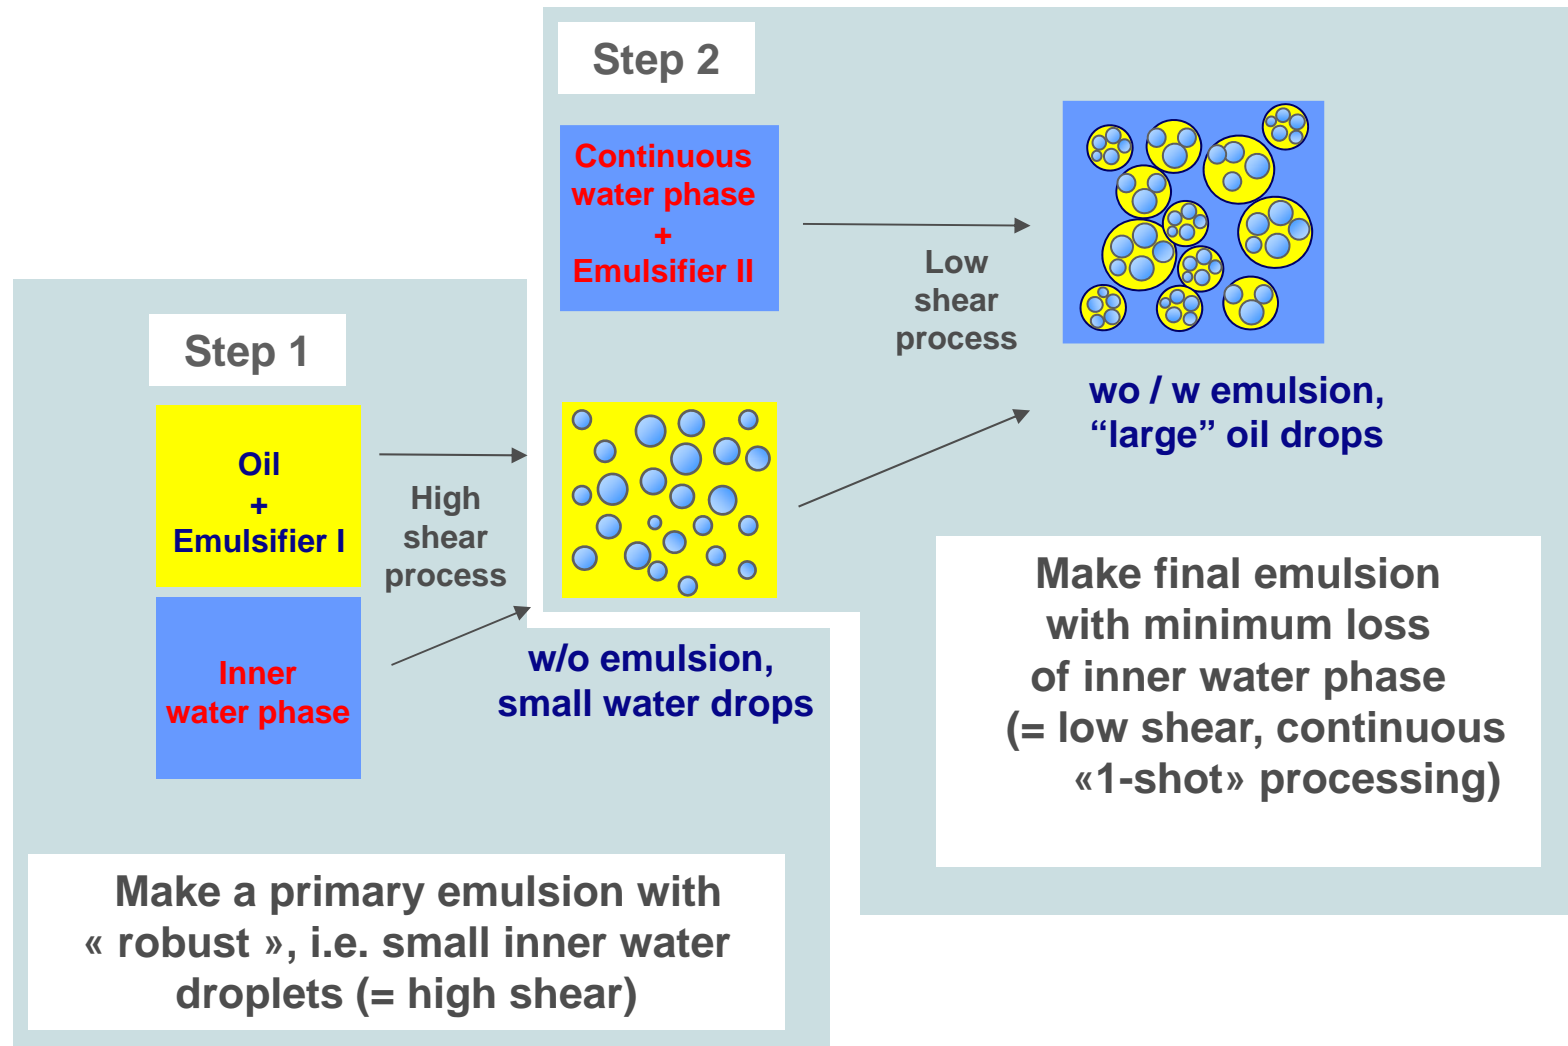 Step 1
Oil
+
Emulsifier I
Inner
water phase
High
shear
process
w/o emulsion,
small water drops
Make a primary emulsion with
« robust », i.e. small inner water
droplets (= high shear)
Step 2
Continuous
water phase
+
Emulsifier II
Low
shear
process
wo / w emulsion,
“large” oil drops
Make final emulsion
with minimum loss
of inner water phase
(= low shear, continuous
«1-shot» processing)